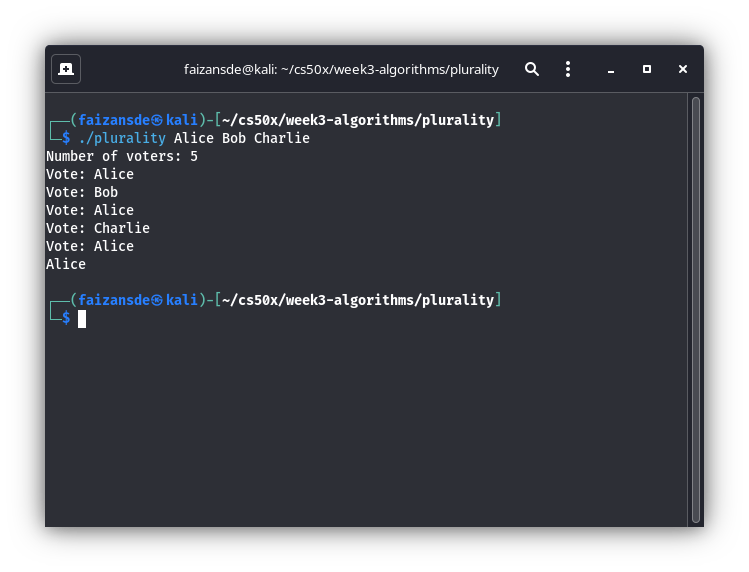 faizansde@kali: ~/cs50x/week3-algorithms/plurality
┌──(faizansde㉿kali)-[~/cs50x/week3-algorithms/plurality]
└─$ ./plurality Alice Bob Charlie
Number of voters: 5
Vote: Alice
Vote: Bob
Vote: Alice
Vote: Charlie
Vote: Alice
Alice
┌──(faizansde㉿kali)-[~/cs50x/week3-algorithms/plurality]
└─$